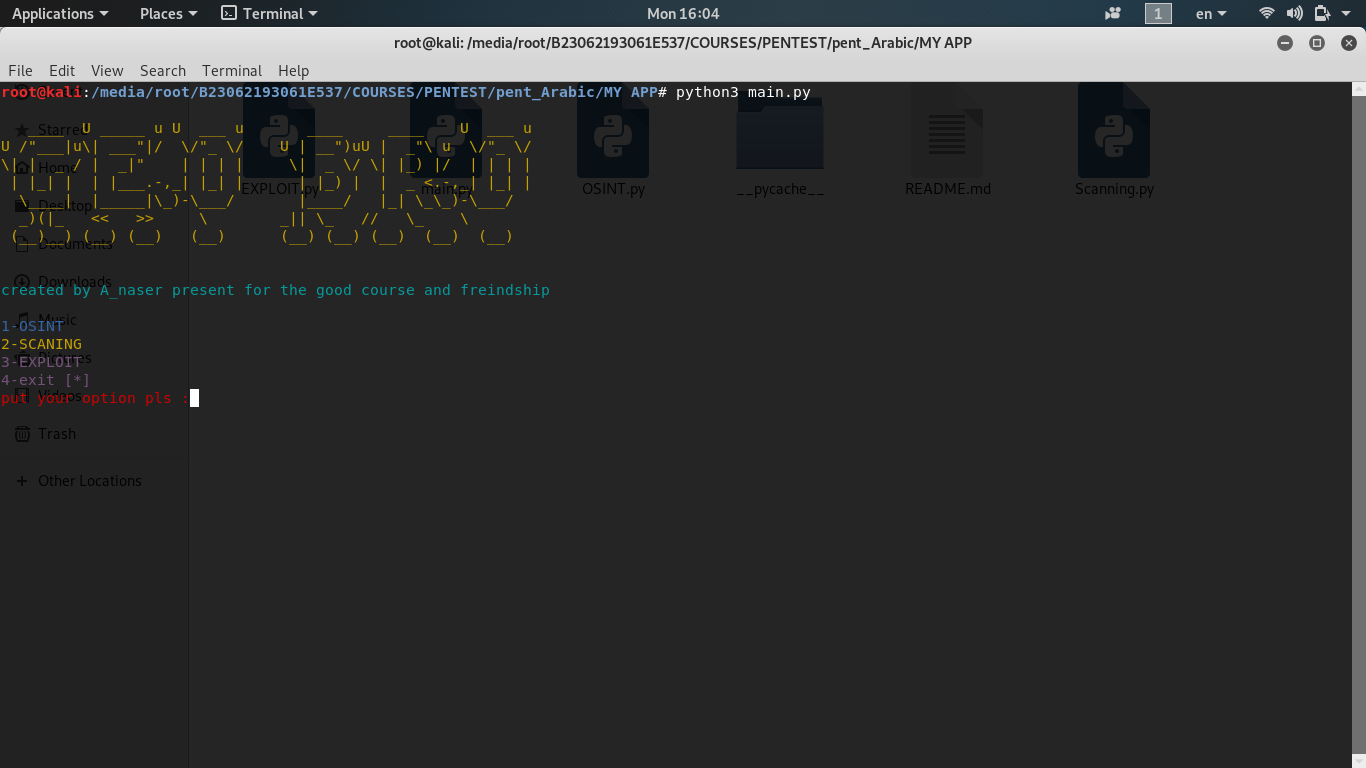 Applications Places Terminal Mon 16:04 1 en
root@kali: /media/root/B23062193061E537/COURSES/PENTEST/pent_Arabic/MY APP
File Edit View Search Terminal Help
root@kali:/media/root/B23062193061E537/COURSES/PENTEST/pent_Arabic/MY APP# python3 main.py
Starred
Home
Desktop
Documents
Downloads
Music
Pictures
Videos
Trash
+ Other Locations
EXPLOIT.py main.py OSINT.py __pycache__ README.md Scanning.py
GEO BRO
created by A_naser present for the good course and freindship
1-OSINT
2-SCANING
3-EXPLOIT
4-exit [*]
put your option pls :